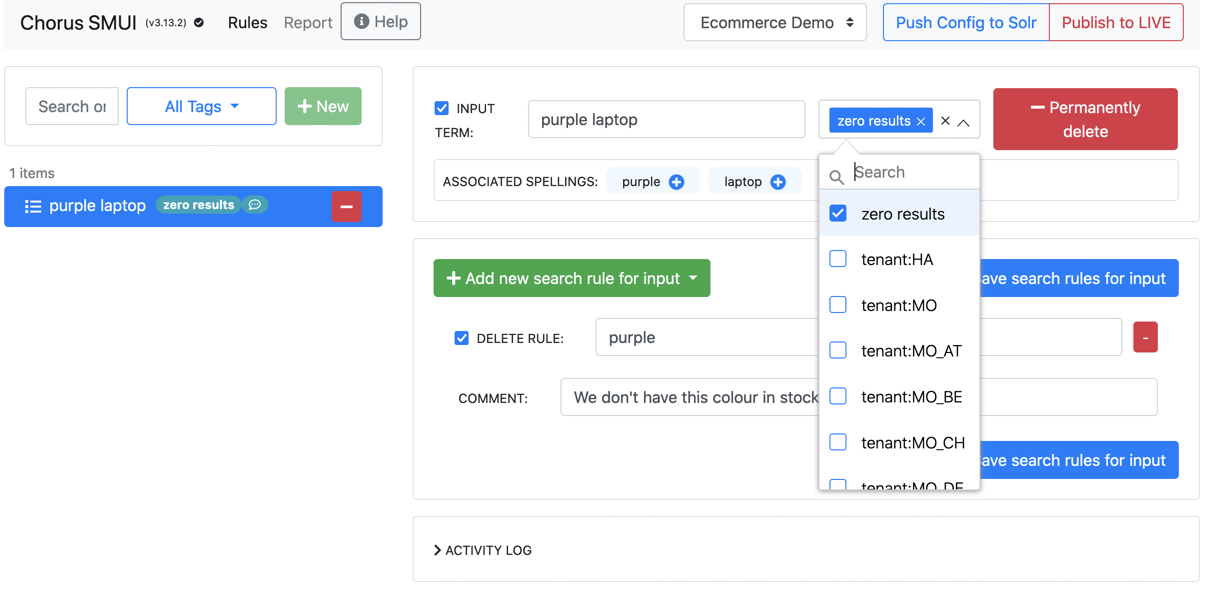 Chorus SMUI (v3.13.2) Rules Report Help Ecommerce Demo Push Config to Solr Publish to LIVE
Search or All Tags New
1 items
purple laptop zero results
INPUT TERM: purple laptop zero results × × Permanently delete
ASSOCIATED SPELLINGS: purple laptop
Search
zero results
tenant:HA
tenant:MO
tenant:MO_AT
tenant:MO_BE
tenant:MO_CH
tenant:MO_DE
Add new search rule for input ave search rules for input
DELETE RULE: purple -
COMMENT: We don't have this colour in stock
ave search rules for input
ACTIVITY LOG